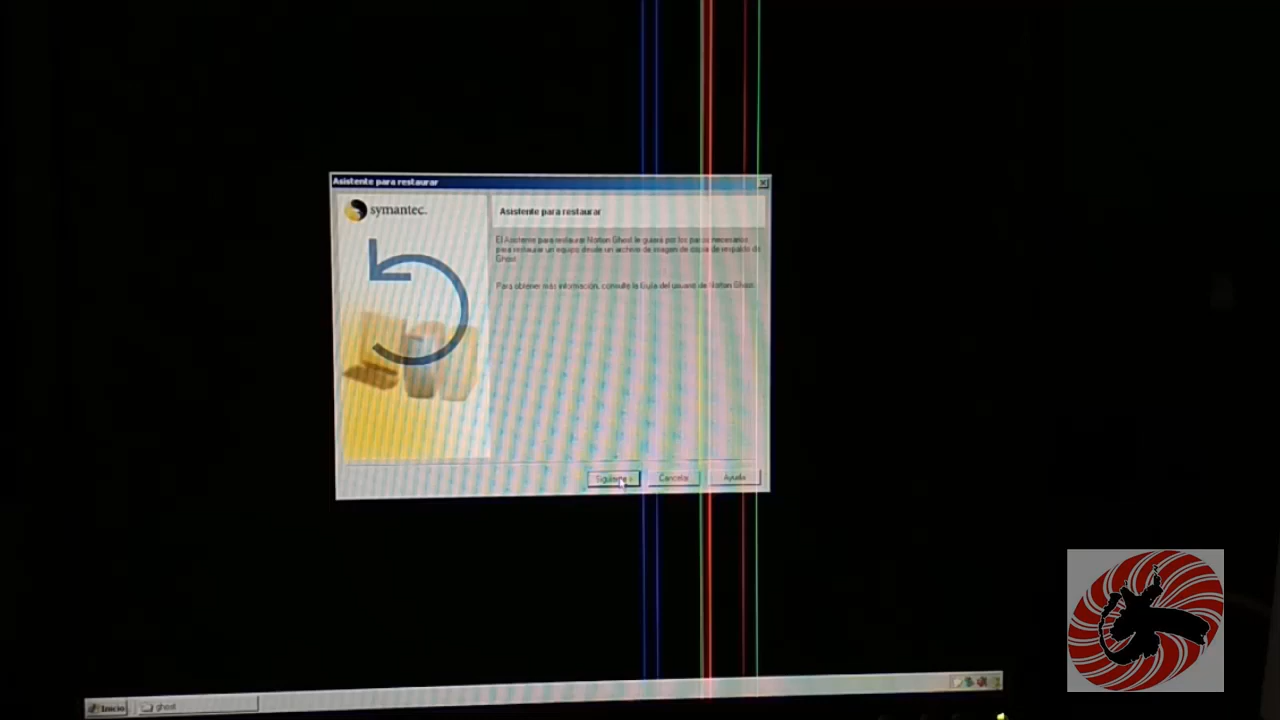 Asistente para restaurar
symantec.
Asistente para restaurar
El Asistente para restaurar Norton Ghost le guiará por los pasos necesarios
para restaurar un equipo desde un archivo de imagen de copia de respaldo de
Ghost.
Para obtener más información, consulte la Guía del usuario de Norton Ghost.
Siguiente > Cancelar Ayuda
Inicio ghost